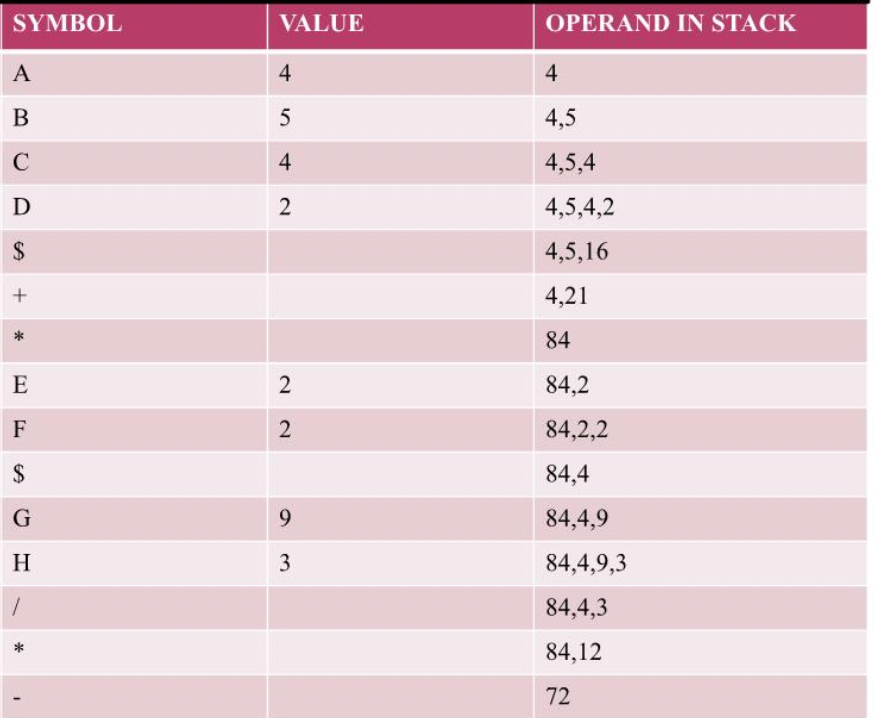 SYMBOL VALUE OPERAND IN STACK
A 4 4
B 5 4,5
C 4 4,5,4
D 2 4,5,4,2
$ 4,5,16
+ 4,21
* 84
E 2 84,2
F 2 84,2,2
$ 84,4
G 9 84,4,9
H 3 84,4,9,3
/ 84,4,3
* 84,12
- 72